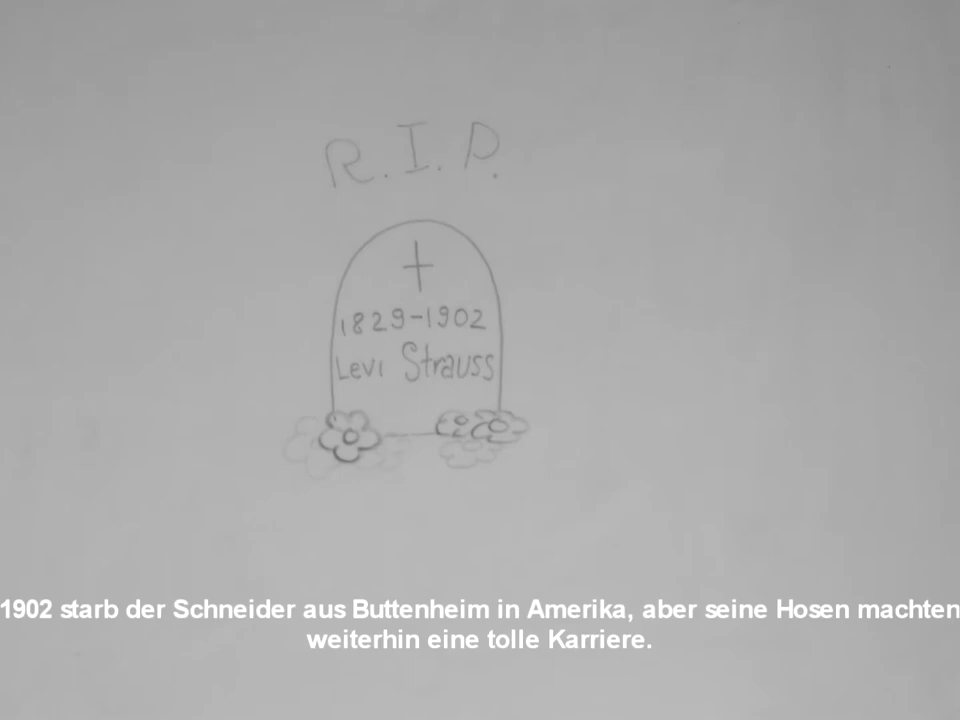 R.I.P.
1829-1902
Levi Strauss
1902 starb der Schneider aus Buttenheim in Amerika, aber seine Hosen machten
weiterhin eine tolle Karriere.